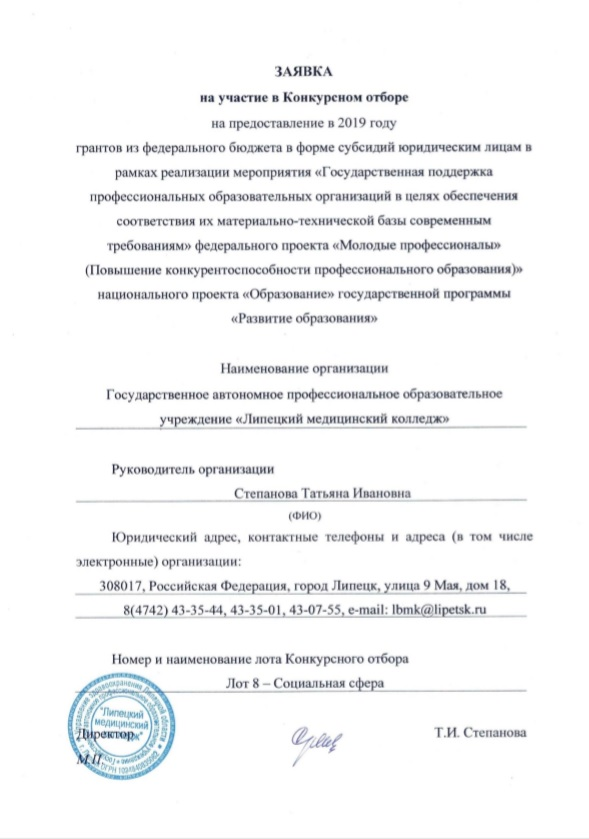 ЗАЯВКА
на участие в Конкурсном отборе
на предоставление в 2019 году
грантов из федерального бюджета в форме субсидий юридическим лицам в
рамках реализации мероприятия «Государственная поддержка
профессиональных образовательных организаций в целях обеспечения
соответствия их материально-технической базы современным
требованиям» федерального проекта «Молодые профессионалы»
(Повышение конкурентоспособности профессионального образования)»
национального проекта «Образование» государственной программы
«Развитие образования»
Наименование организации
Государственное автономное профессиональное образовательное
учреждение «Липецкий медицинский колледж»
Руководитель организации
Степанова Татьяна Ивановна
(ФИО)
Юридический адрес, контактные телефоны и адреса (в том числе
электронные) организации:
308017, Российская Федерация, город Липецк, улица 9 Мая, дом 18,
8(4742) 43-35-44, 43-35-01, 43-07-55, e-mail: lbmk@lipetsk.ru
Номер и наименование лота Конкурсного отбора
Лот 8 – Социальная сфера
"Липецкий
медицинский
Директор
Т.И. Степанова
М.П